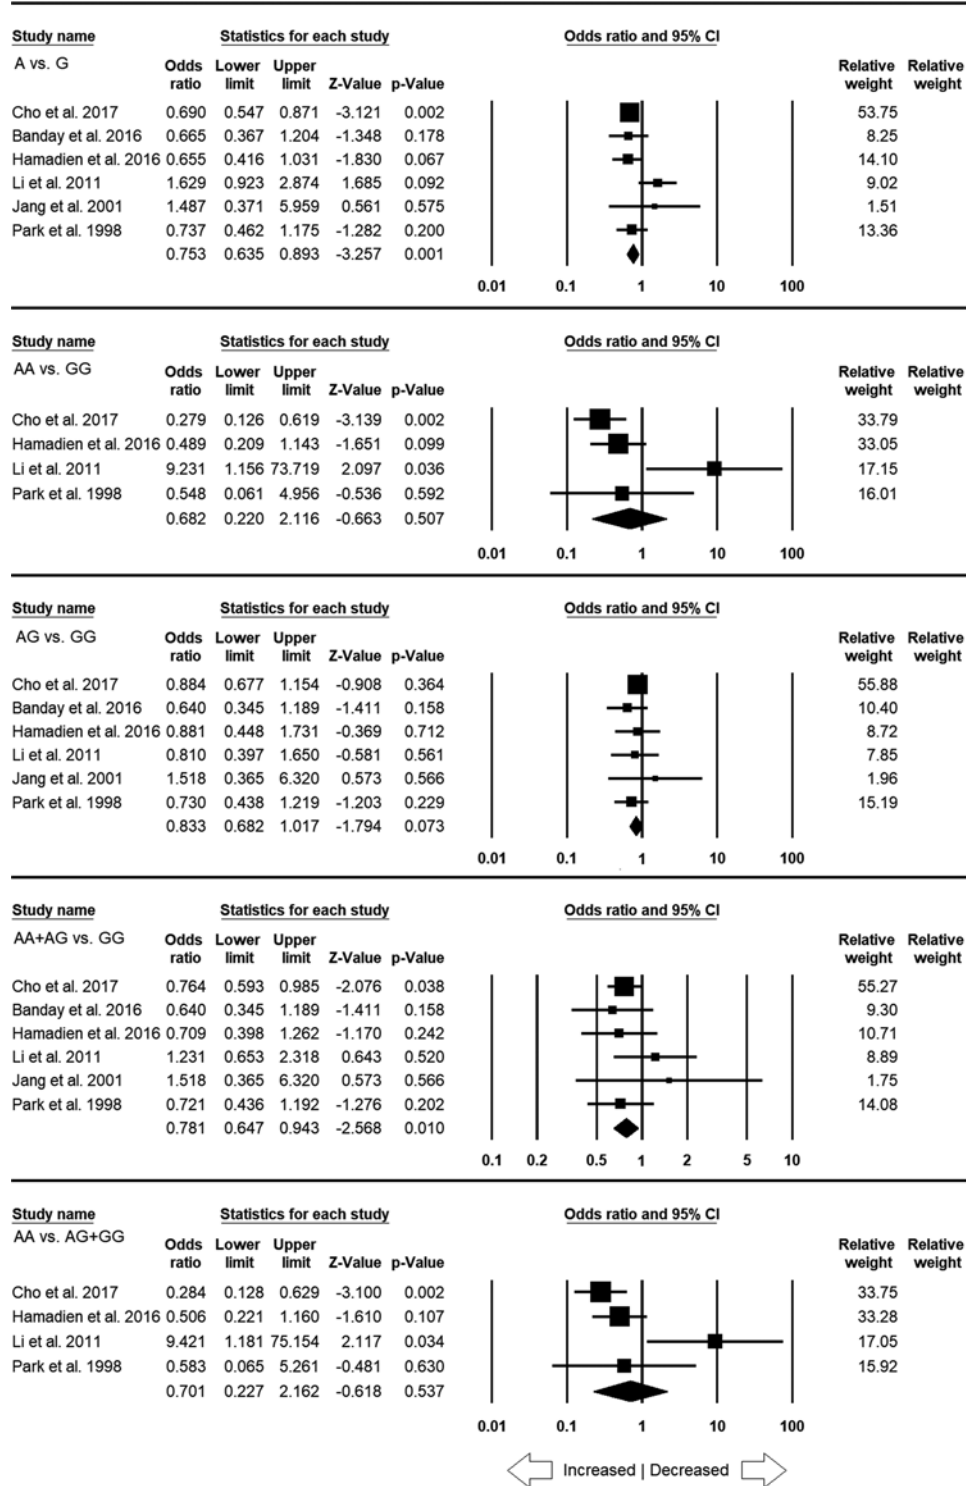 Study name Statistics for each study Odds ratio and 95% CI
A vs. G Odds Lower Upper Relative Relative
ratio limit limit Z-Value p-Value weight weight
Cho et al. 2017 0.690 0.547 0.871 -3.121 0.002 53.75
Banday et al. 2016 0.665 0.367 1.204 -1.348 0.178 8.25
Hamadien et al. 2016 0.655 0.416 1.031 -1.830 0.067 14.10
Li et al. 2011 1.629 0.923 2.874 1.685 0.092 9.02
Jang et al. 2001 1.487 0.371 5.959 0.561 0.575 1.51
Park et al. 1998 0.737 0.462 1.175 -1.282 0.200 13.36
0.753 0.635 0.893 -3.257 0.001
0.01 0.1 1 10 100
Study name Statistics for each study Odds ratio and 95% CI
AA vs. GG Odds Lower Upper Relative Relative
ratio limit limit Z-Value p-Value weight weight
Cho et al. 2017 0.279 0.126 0.619 -3.139 0.002 33.79
Hamadien et al. 2016 0.489 0.209 1.143 -1.651 0.099 33.05
Li et al. 2011 9.231 1.156 73.719 2.097 0.036 17.15
Park et al. 1998 0.548 0.061 4.956 -0.536 0.592 16.01
0.682 0.220 2.116 -0.663 0.507
0.01 0.1 1 10 100
Study name Statistics for each study Odds ratio and 95% CI
AG vs. GG Odds Lower Upper Relative Relative
ratio limit limit Z-Value p-Value weight weight
Cho et al. 2017 0.884 0.677 1.154 -0.908 0.364 55.88
Banday et al. 2016 0.640 0.345 1.189 -1.411 0.158 10.40
Hamadien et al. 2016 0.881 0.448 1.731 -0.369 0.712 8.72
Li et al. 2011 0.810 0.397 1.650 -0.581 0.561 7.85
Jang et al. 2001 1.518 0.365 6.320 0.573 0.566 1.96
Park et al. 1998 0.730 0.438 1.219 -1.203 0.229 15.19
0.833 0.682 1.017 -1.794 0.073
0.01 0.1 1 10 100
Study name Statistics for each study Odds ratio and 95% CI
AA+AG vs. GG Odds Lower Upper Relative Relative
ratio limit limit Z-Value p-Value weight weight
Cho et al. 2017 0.764 0.593 0.985 -2.076 0.038 55.27
Banday et al. 2016 0.640 0.345 1.189 -1.411 0.158 9.30
Hamadien et al. 2016 0.709 0.398 1.262 -1.170 0.242 10.71
Li et al. 2011 1.231 0.653 2.318 0.643 0.520 8.89
Jang et al. 2001 1.518 0.365 6.320 0.573 0.566 1.75
Park et al. 1998 0.721 0.436 1.192 -1.276 0.202 14.08
0.781 0.647 0.943 -2.568 0.010
0.1 0.2 0.5 1 2 5 10
Study name Statistics for each study Odds ratio and 95% CI
AA vs. AG+GG Odds Lower Upper Relative Relative
ratio limit limit Z-Value p-Value weight weight
Cho et al. 2017 0.284 0.128 0.629 -3.100 0.002 33.75
Hamadien et al. 2016 0.506 0.221 1.160 -1.610 0.107 33.28
Li et al. 2011 9.421 1.181 75.154 2.117 0.034 17.05
Park et al. 1998 0.583 0.065 5.261 -0.481 0.630 15.92
0.701 0.227 2.162 -0.618 0.537
0.01 0.1 1 10 100
Increased | Decreased